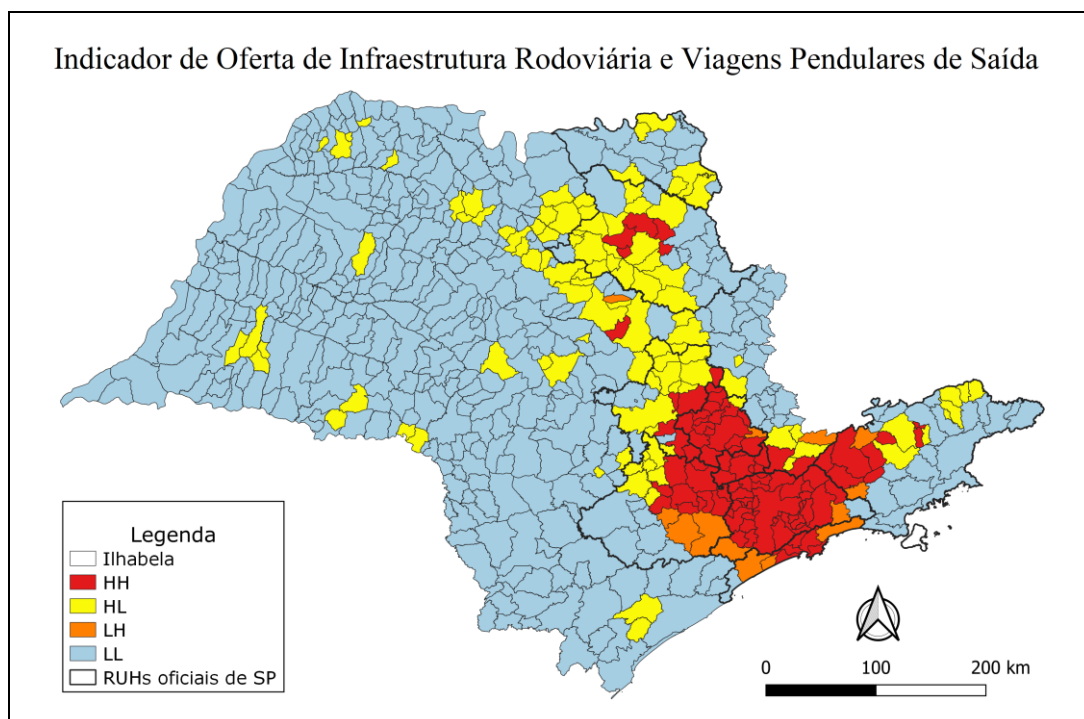 Indicador de Oferta de Infraestrutura Rodoviária e Viagens Pendulares de Saída
Legenda
Ilhabela
HH
HL
LH
LL
RUHs oficiais de SP
0 100 200 km